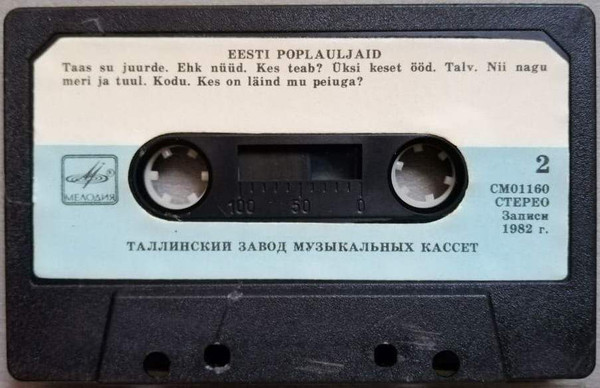 EESTI POPLAULJAID
Taas su juurde. Ehk nüüd. Kes teab? Üksi keset ööd. Talv. Nii nagu
meri ja tuul. Kodu. Kes on läind mu peiuga?
МЕЛОДИЯ
100 50 0
2
СМ01160
СТЕРЕО
Записи
1982 г.
ТАЛЛИНСКИЙ ЗАВОД МУЗЫКАЛЬНЫХ КАССЕТ